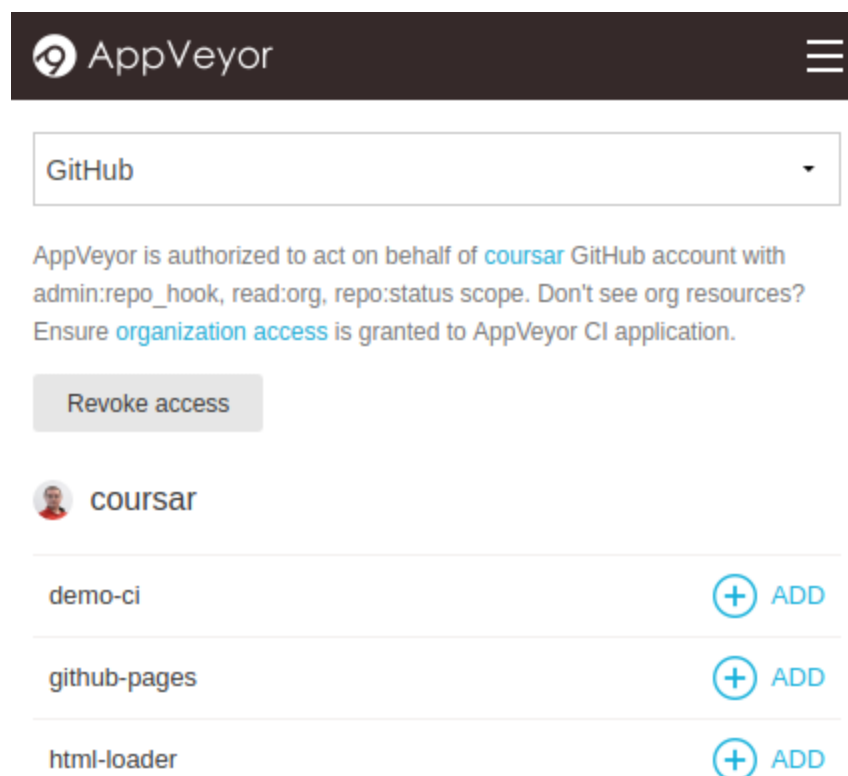 AppVeyor
GitHub
AppVeyor is authorized to act on behalf of coursar GitHub account with
admin:repo_hook, read:org, repo:status scope. Don't see org resources?
Ensure organization access is granted to AppVeyor CI application.
Revoke access
coursar
demo-ci ADD
github-pages ADD
html-loader ADD